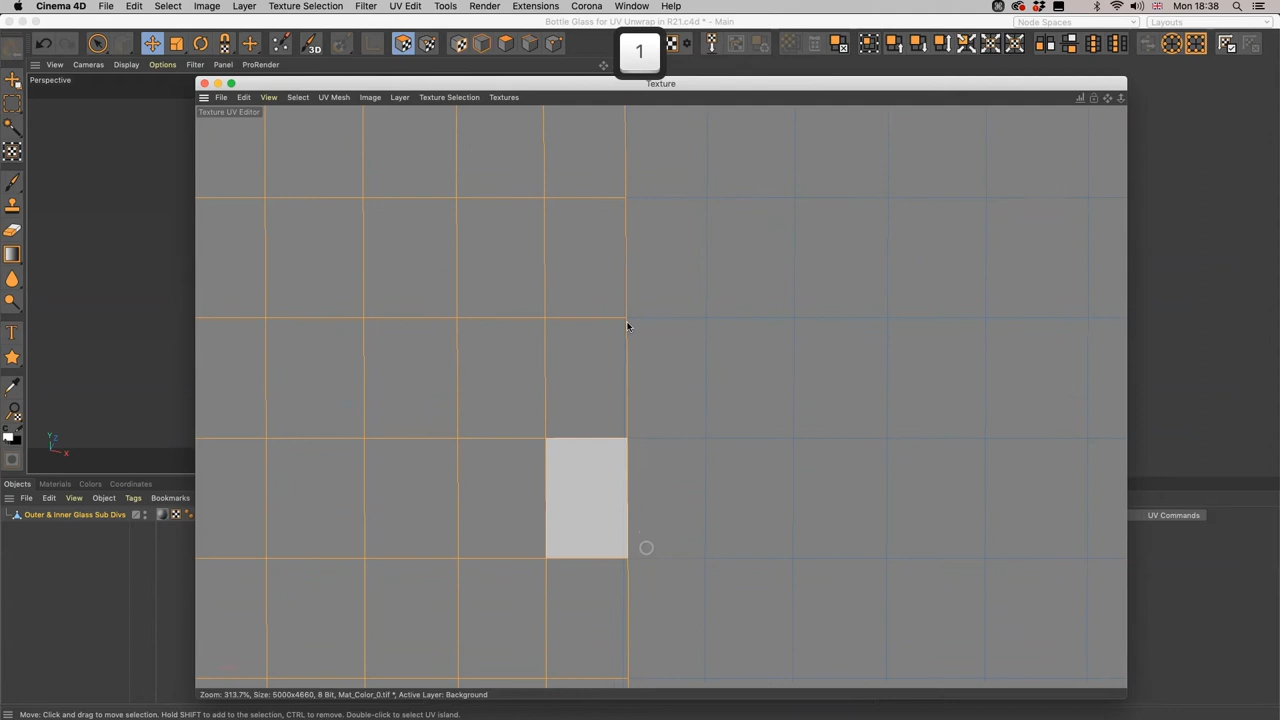 Cinema 4D File Edit Select Image Layer Texture Selection Filter UV Edit Tools Render Extensions Corona Window Help Mon 18:38
Bottle Glass for UV Unwrap in R21.c4d * - Main
Node Spaces
Layouts
1
3D
View Cameras Display Options Filter Panel ProRender
Perspective
Texture
File Edit View Select UV Mesh Image Layer Texture Selection Textures
Texture UV Editor
Y
Z
X
Objects Materials Colors Coordinates
File Edit View Object Tags Bookmarks
Outer & Inner Glass Sub Divs
UV Commands
Zoom: 313.7%, Size: 5000x4660, 8 Bit, Mat_Color_0.tif *, Active Layer: Background
Move: Click and drag to move selection. Hold SHIFT to add to the selection, CTRL to remove. Double-click to select UV island.